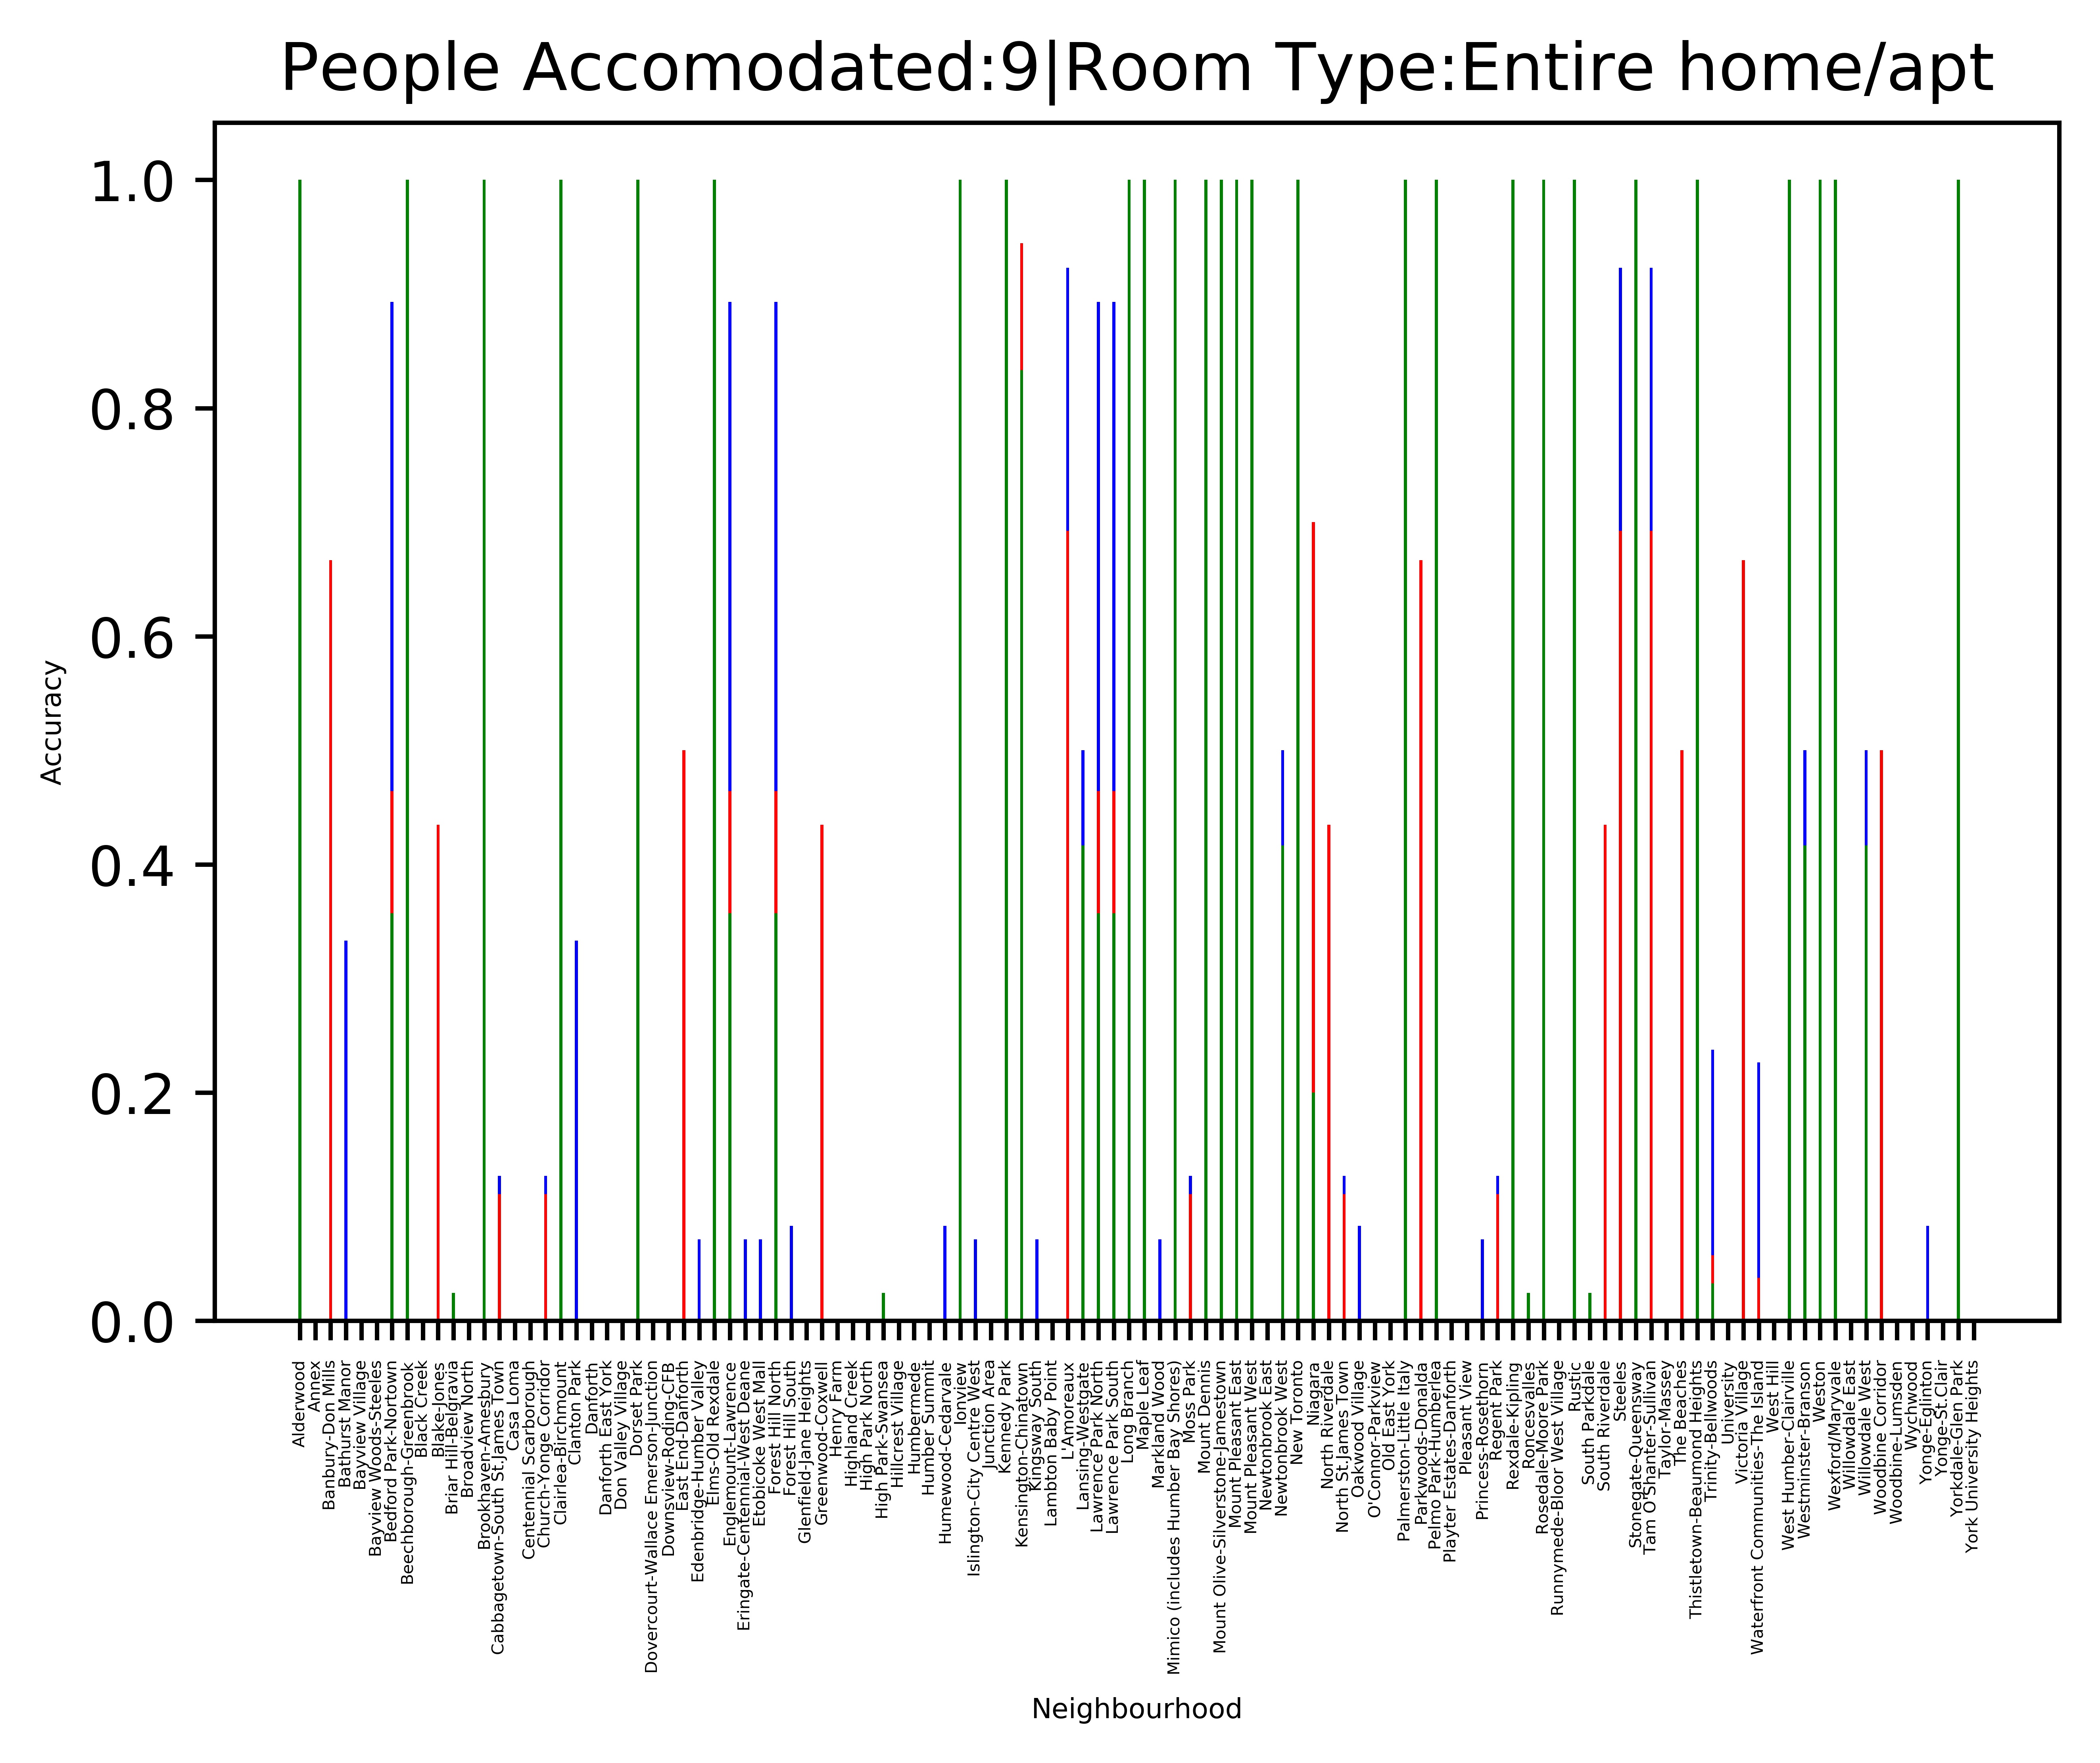 People Accomodated:9|Room Type:Entire home/apt
1.0
0.8
0.6
0.4
0.2
0.0
Accuracy
Alderwood
Annex
Banbury-Don Mills
Bathurst Manor
Bayview Village
Bayview Woods-Steeles
Bedford Park-Nortown
Beechborough-Greenbrook
Black Creek
Blake-Jones
Briar Hill-Belgravia
Broadview North
Brookhaven-Amesbury
Cabbagetown-South St.James Town
Casa Loma
Centennial Scarborough
Church-Yonge Corridor
Clairlea-Birchmount
Clanton Park
Danforth
Danforth East York
Don Valley Village
Dorset Park
Dovercourt-Wallace Emerson-Junction
Downsview-Roding-CFB
East End-Danforth
Edenbridge-Humber Valley
Elms-Old Rexdale
Englemount-Lawrence
Eringate-Centennial-West Deane
Etobicoke West Mall
Forest Hill North
Forest Hill South
Glenfield-Jane Heights
Greenwood-Coxwell
Henry Farm
Highland Creek
High Park North
High Park-Swansea
Hillcrest Village
Humbermede
Humber Summit
Humewood-Cedarvale
Ionview
Islington-City Centre West
Junction Area
Kennedy Park
Kensington-Chinatown
Kingsway South
Lambton Baby Point
L'Amoreaux
Lansing-Westgate
Lawrence Park North
Lawrence Park South
Long Branch
Maple Leaf
Markland Wood
Mimico (includes Humber Bay Shores)
Moss Park
Mount Dennis
Mount Olive-Silverstone-Jamestown
Mount Pleasant East
Mount Pleasant West
Newtonbrook East
Newtonbrook West
New Toronto
Niagara
North Riverdale
North St.James Town
Oakwood Village
O'Connor-Parkview
Old East York
Palmerston-Little Italy
Parkwoods-Donalda
Pelmo Park-Humberlea
Playter Estates-Danforth
Pleasant View
Princess-Rosethorn
Regent Park
Rexdale-Kipling
Roncesvalles
Rosedale-Moore Park
Runnymede-Bloor West Village
Rustic
South Parkdale
South Riverdale
Steeles
Stonegate-Queensway
Tam O'Shanter-Sullivan
Taylor-Massey
The Beaches
Thistletown-Beaumond Heights
Trinity-Bellwoods
University
Victoria Village
Waterfront Communities-The Island
West Hill
West Humber-Clairville
Westminster-Branson
Weston
Wexford/Maryvale
Willowdale East
Willowdale West
Woodbine Corridor
Woodbine-Lumsden
Wychwood
Yonge-Eglinton
Yonge-St.Clair
Yorkdale-Glen Park
York University Heights
Neighbourhood